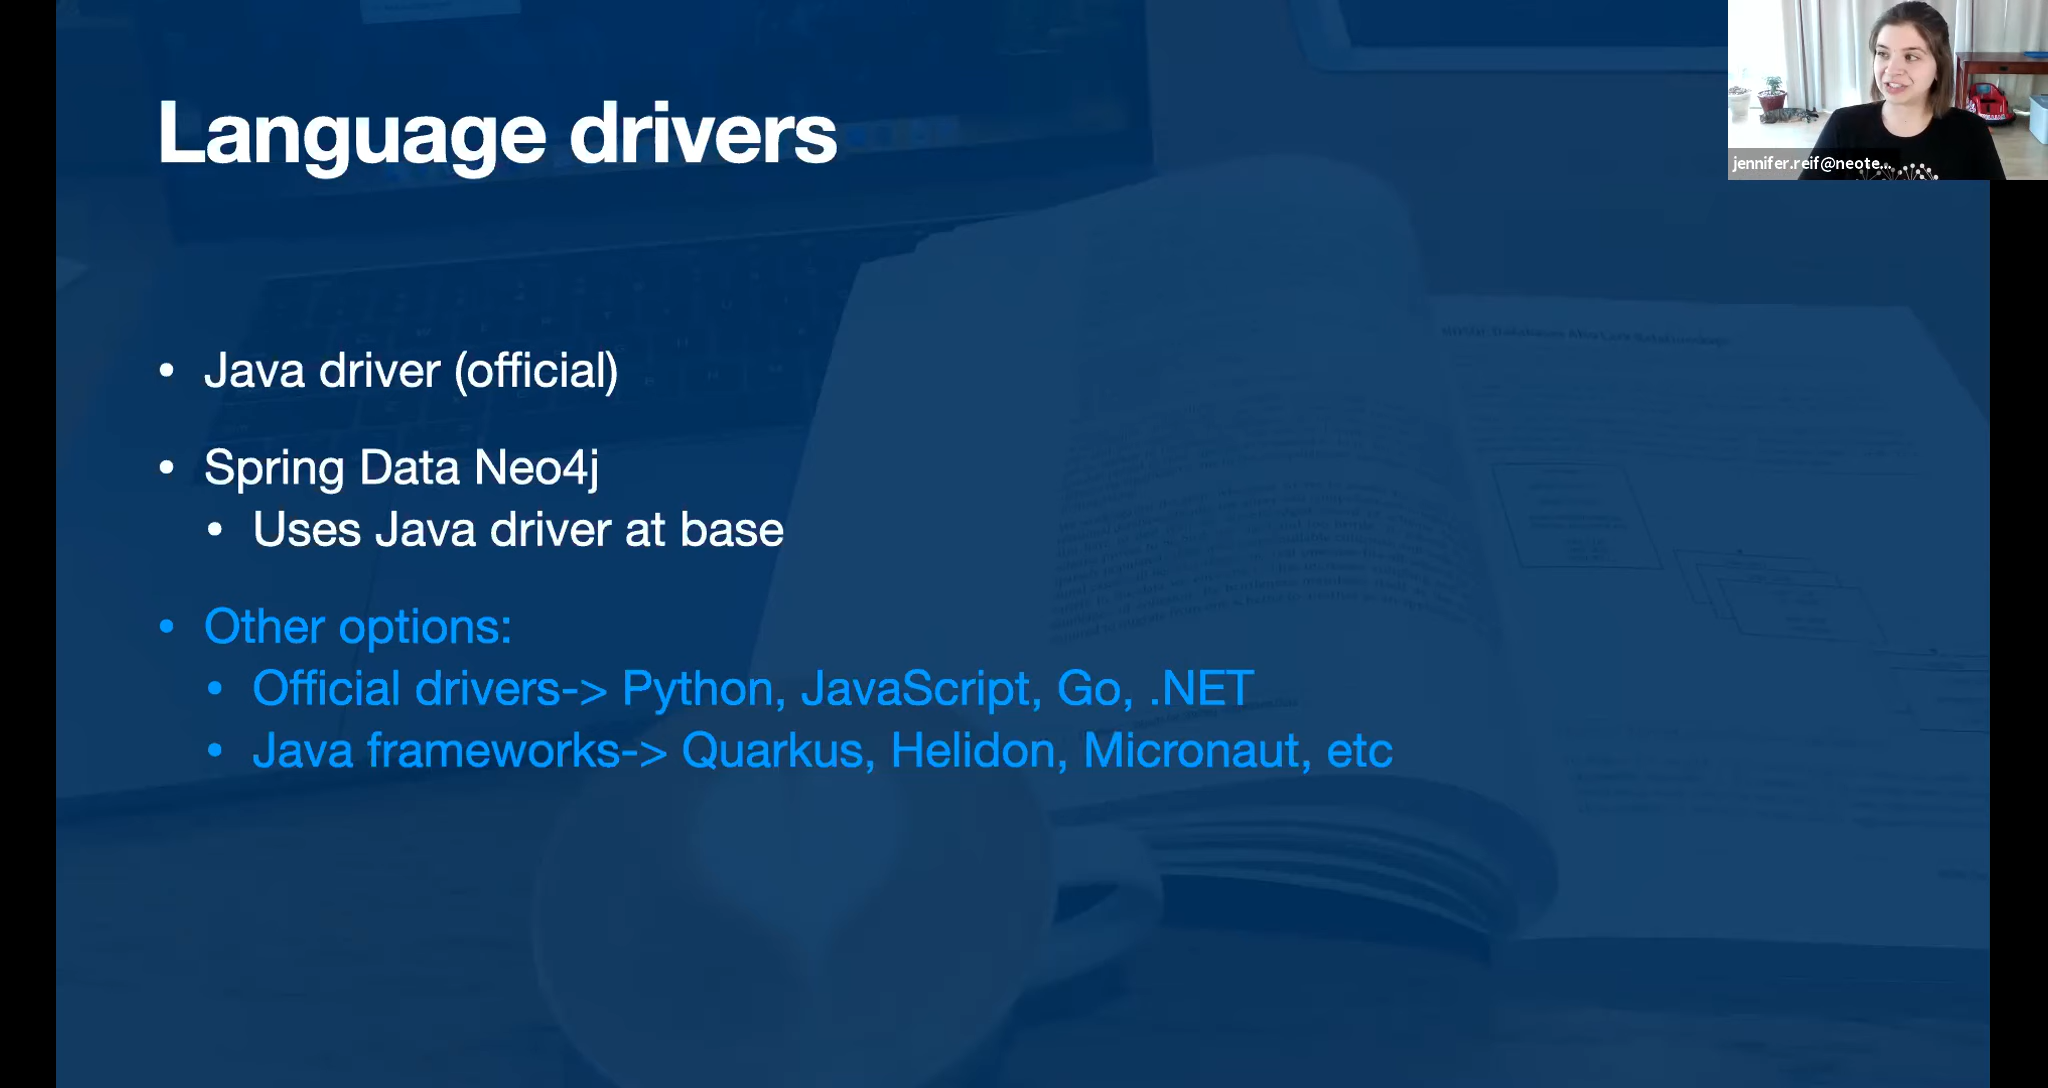 Language drivers
jennifer.reif@neote...
• Java driver (official)
• Spring Data Neo4j
• Uses Java driver at base
• Other options:
• Official drivers-> Python, JavaScript, Go, .NET
• Java frameworks-> Quarkus, Helidon, Micronaut, etc